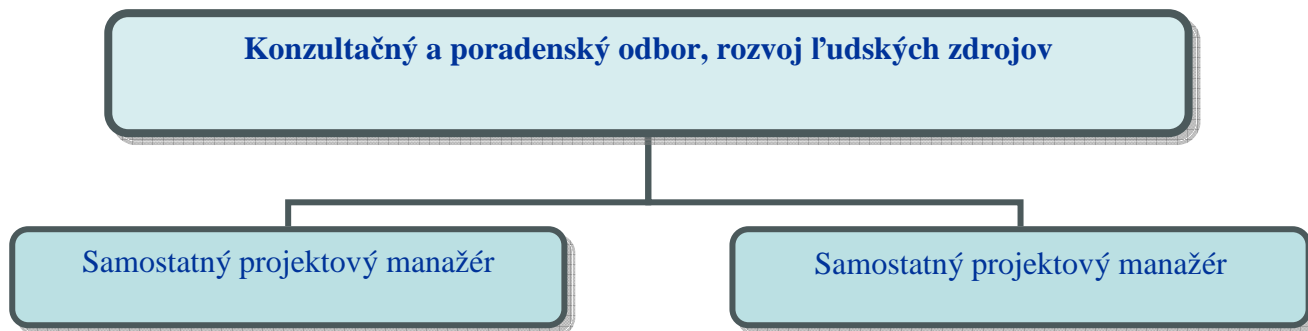 Konzultačný a poradenský odbor, rozvoj ľudských zdrojov
Samostatný projektový manažér
Samostatný projektový manažér